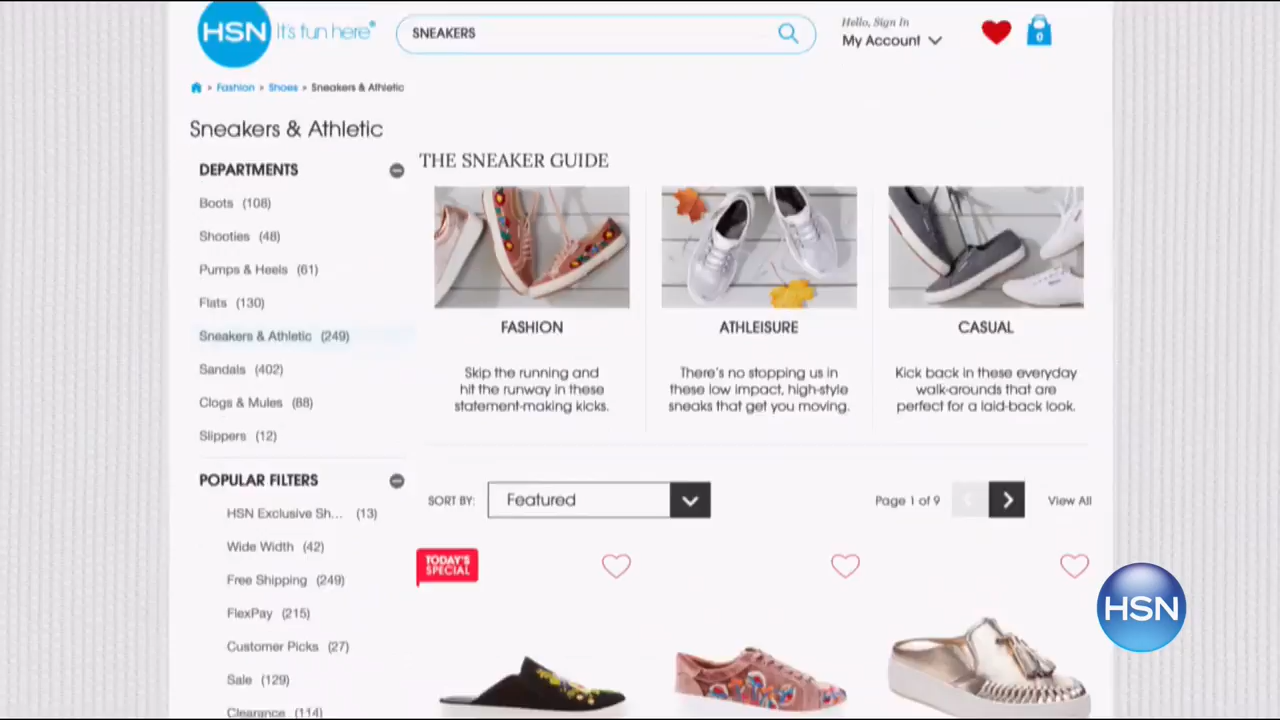 HSN It's fun here®
SNEAKERS
Hello, Sign In
My Account
0
Fashion » Shoes » Sneakers & Athletic
Sneakers & Athletic
DEPARTMENTS
Boots (108)
Shooties (48)
Pumps & Heels (61)
Flats (130)
Sneakers & Athletic (249)
Sandals (402)
Clogs & Mules (88)
Slippers (12)
POPULAR FILTERS
HSN Exclusive Sh... (13)
Wide Width (42)
Free Shipping (249)
FlexPay (215)
Customer Picks (27)
Sale (129)
Clearance (114)
THE SNEAKER GUIDE
FASHION
Skip the running and
hit the runway in these
statement-making kicks.
ATHLEISURE
There's no stopping us in
these low impact, high-style
sneaks that get you moving.
CASUAL
Kick back in these everyday
walk-arounds that are
perfect for a laid-back look.
SORT BY: Featured
Page 1 of 9
View All
TODAY'S
SPECIAL
HSN